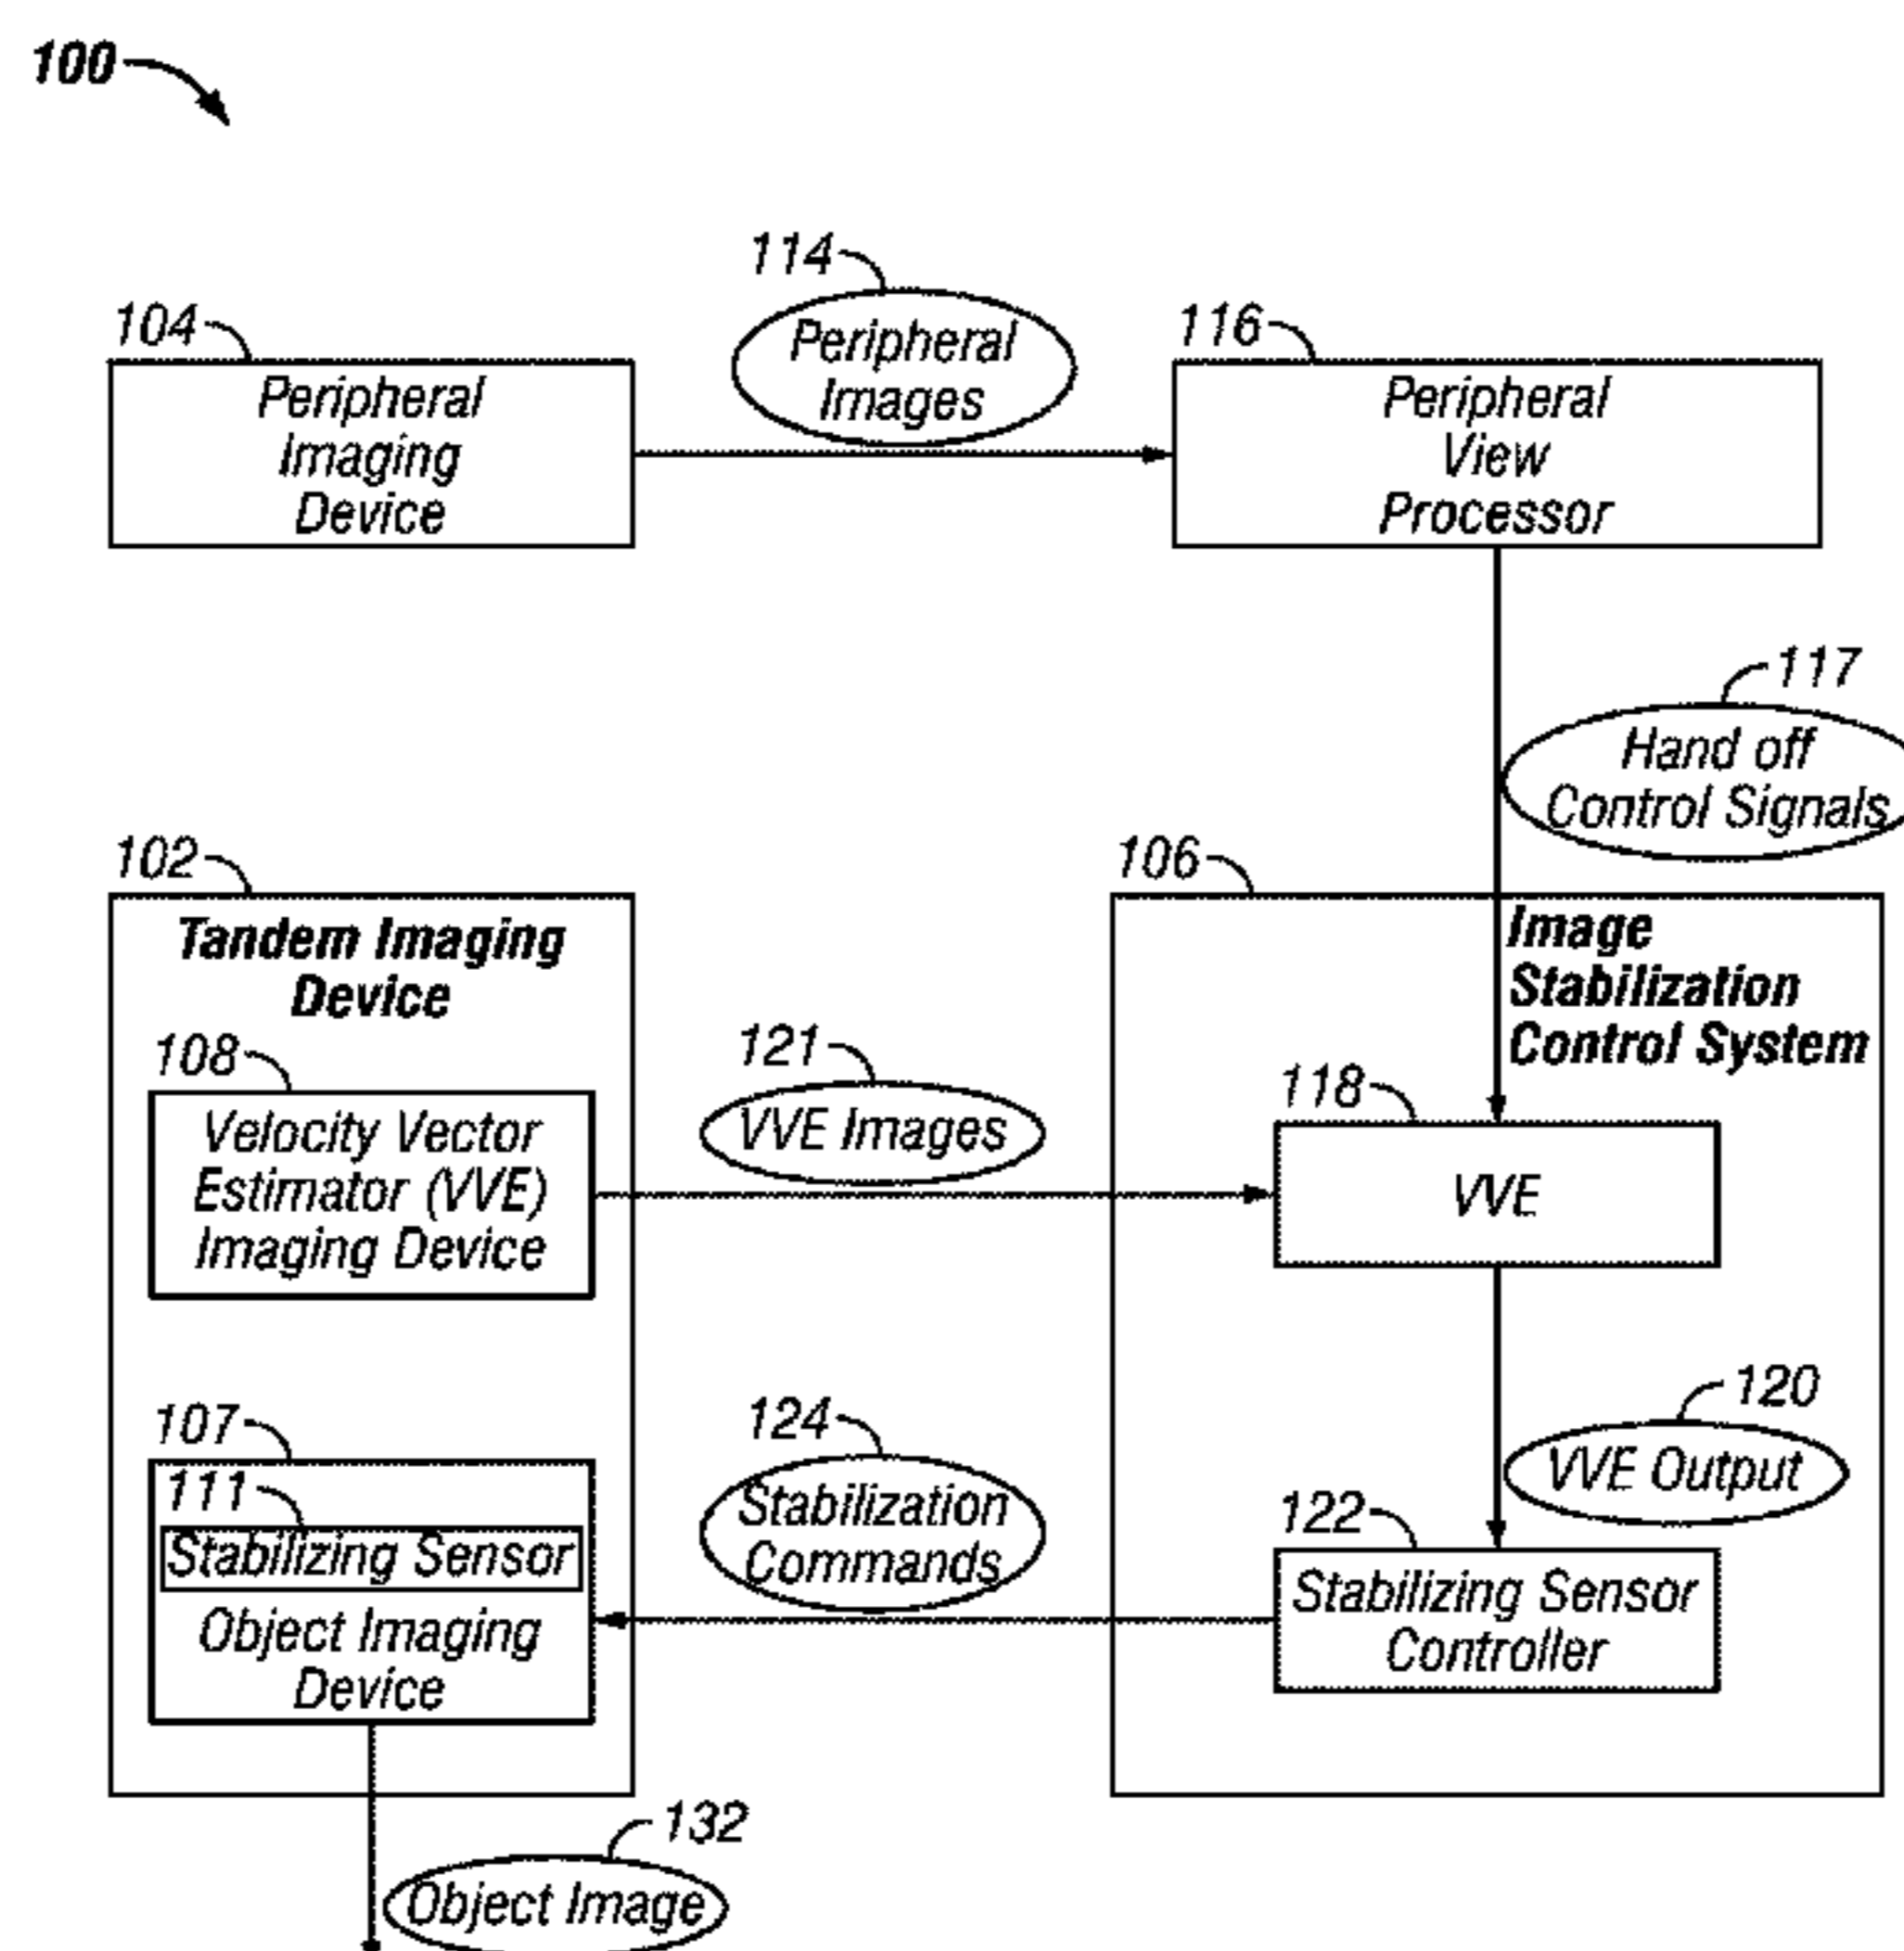 100
114
Peripheral
Images
104
Peripheral
Imaging
Device
116
Peripheral
View
Processor
117
Hand off
Control Signals
102
Tandem Imaging
Device
106
Image
Stabilization
Control System
108
Velocity Vector
Estimator (VVE)
Imaging Device
121
VVE Images
118
VVE
107
111
Stabilizing Sensor
Object Imaging
Device
124
Stabilization
Commands
120
VVE Output
122
Stabilizing Sensor
Controller
132
Object Image